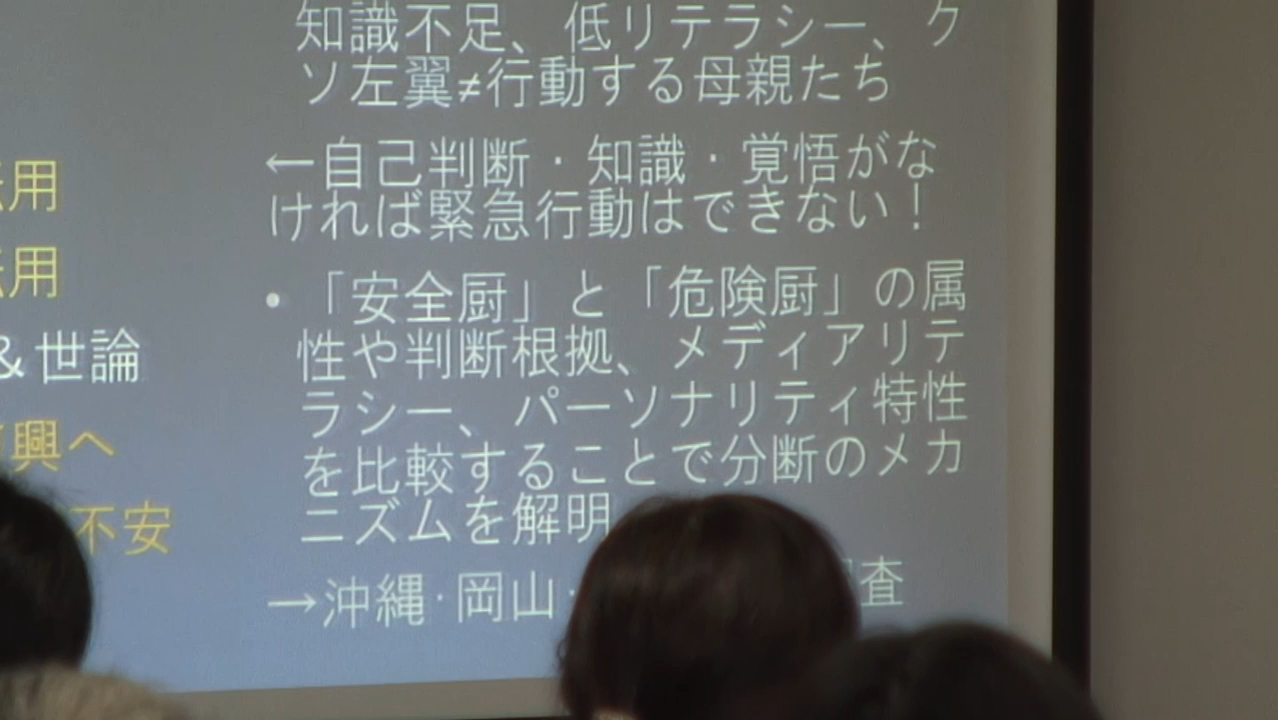 用
用
＆世論
興へ
不安
知識不足、低リテラシー、ク
ソ左翼≠行動する母親たち
←自己判断・知識・覚悟がな
ければ緊急行動はできない！
・「安全厨」と「危険厨」の属
性や判断根拠、メディアリテ
ラシー、パーソナリティ特性
を比較することで分断のメカ
ニズムを解明
→沖縄・岡山・ 査